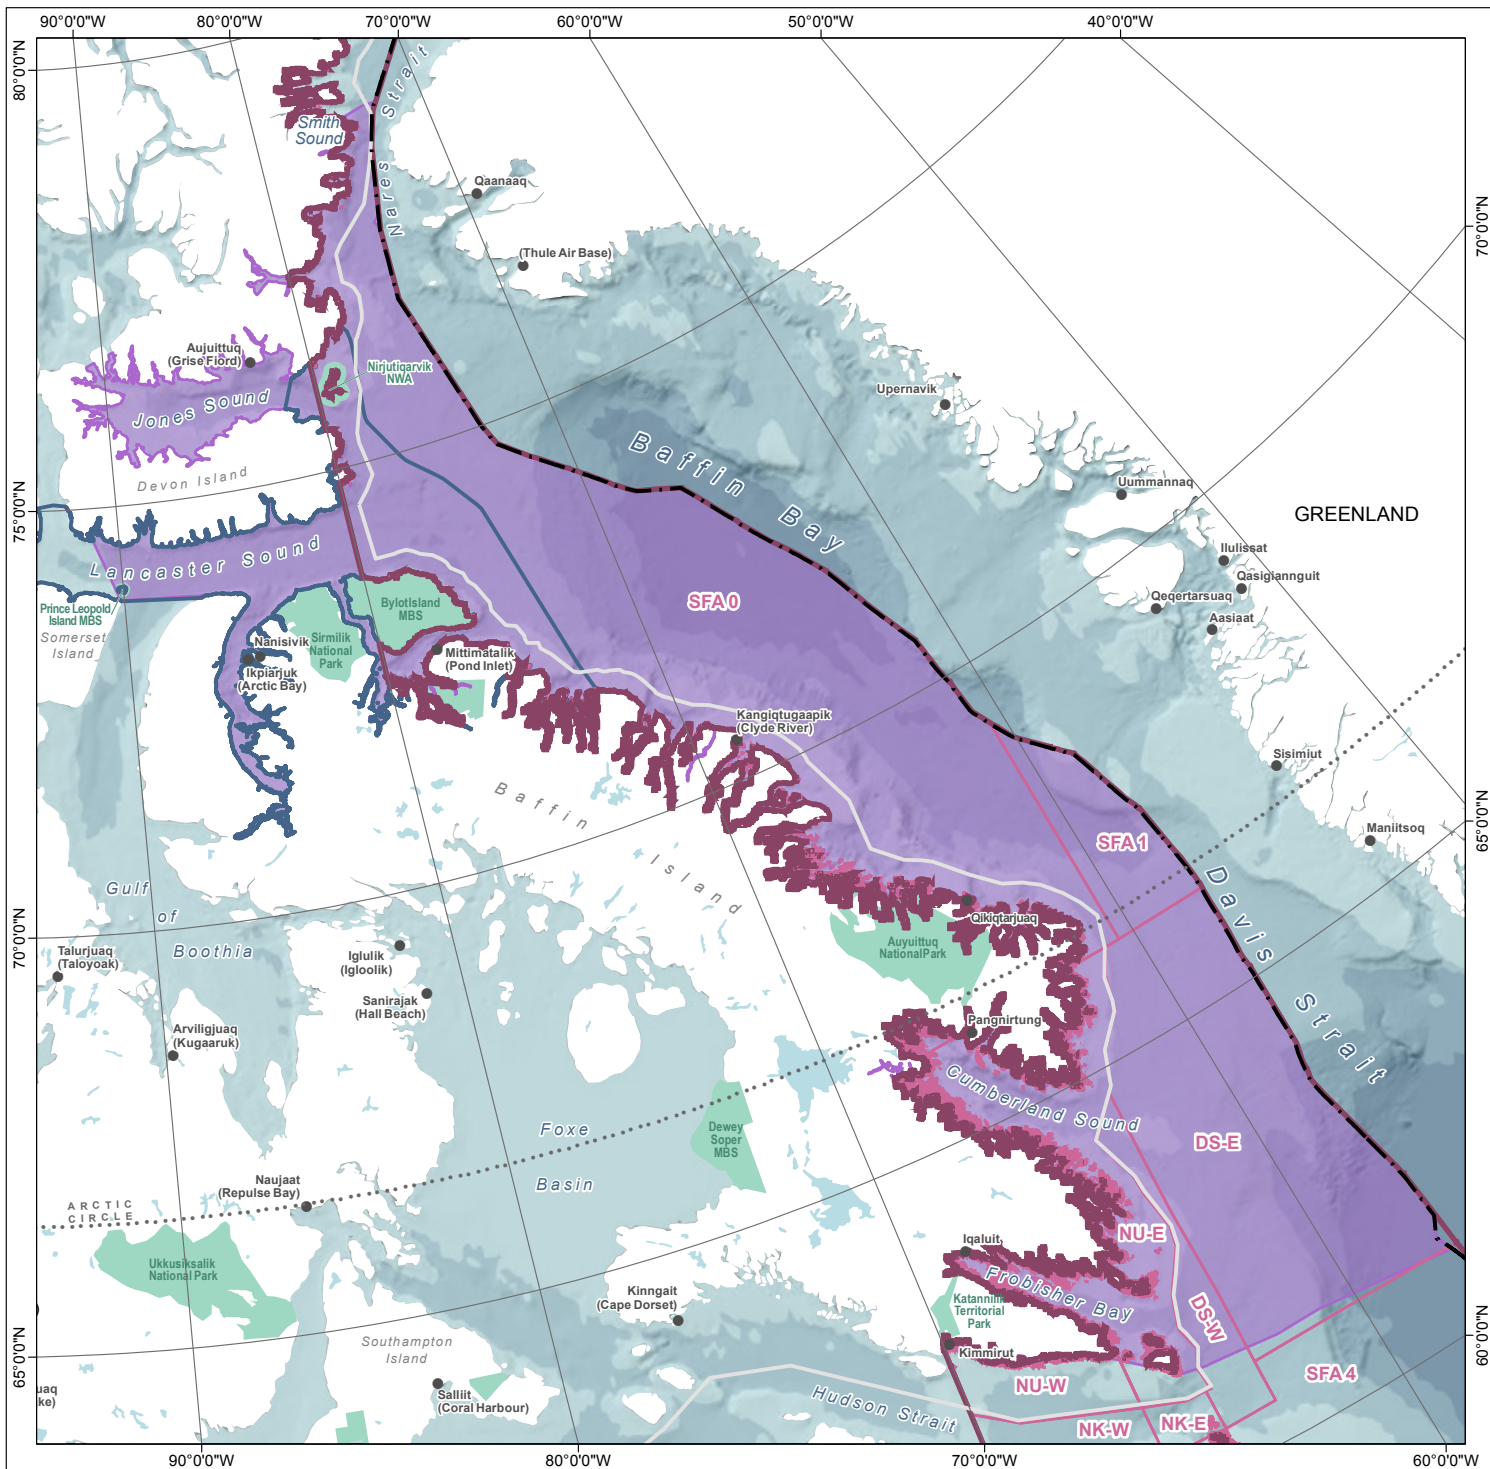 90°0'0"W
80°0'0"W
70°0'0"W
60°0'0"W
50°0'0"W
40°0'0"W
80°0'0"N
75°0'0"N
70°0'0"N
65°0'0"N
70°0'0"N
65°0'0"N
60°0'0"N
Nares Strait
Smith
Sound
Qaanaaq
(Thule Air Base)
Aujuittuq
(Grise Fiord)
Nirjutiqarvik
NWA
Jones Sound
Devon Island
Upernavik
Baffin Bay
Uummannaq
GREENLAND
Ilulissat
Qasigiannguit
Qeqertarsuaq
Aasiaat
Lancaster Sound
Prince Leopold
Island MBS
Somerset
Island
BylotIsland
MBS
Sirmilik
National
Park
Nanisivik
Ikpiarjuk
(Arctic Bay)
Mittimatalik
(Pond Inlet)
SFA 0
Kangiqtugaapik
(Clyde River)
Sisimiut
Maniitsoq
Baffin Island
SFA 1
Davis Strait
Gulf
of
Boothia
Talurjuaq
(Taloyoak)
Iglulik
(Igloolik)
Sanirajak
(Hall Beach)
Arviligjuaq
(Kugaaruk)
Qikiqtarjuaq
Auyuittuq
NationalPark
Pangnirtung
Cumberland Sound
DS-E
Foxe
Basin
Dewey
Soper
MBS
Naujaat
(Repulse Bay)
ARCTIC
CIRCLE
Ukkusiksalik
National Park
NU-E
Iqaluit
Frobisher Bay
Katannilik
Territorial
Park
Kinngait
(Cape Dorset)
DS-W
Southampton
Island
Kimmirut
NU-W
SFA 4
Salliit
(Coral Harbour)
Hudson Strait
NK-W
NK-E
uaq
ke)
90°0'0"W
80°0'0"W
70°0'0"W
60°0'0"W